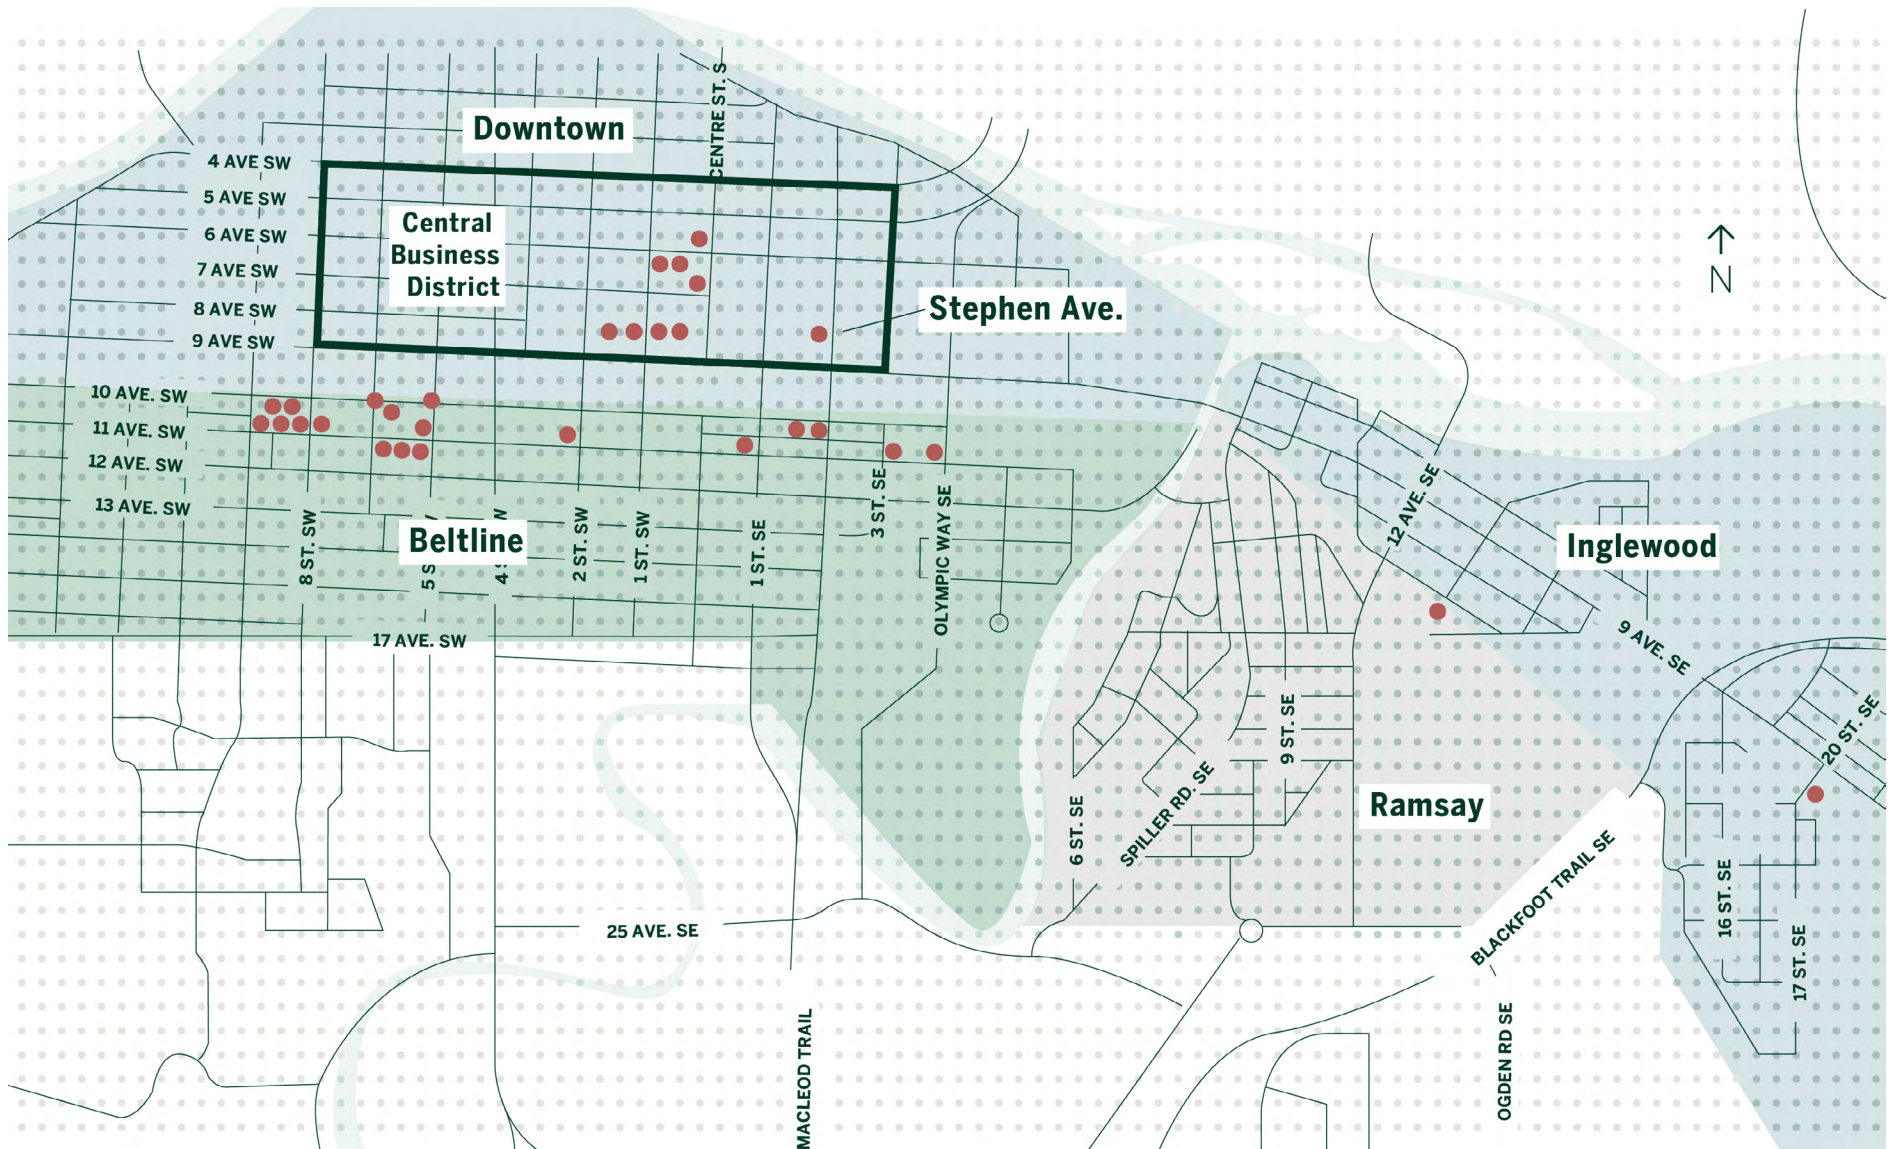 CENTRE ST. S
Downtown
4 AVE SW
5 AVE SW
Central
Business
District
6 AVE SW
7 AVE SW
8 AVE SW
9 AVE SW
Stephen Ave.
N
10 AVE. SW
11 AVE. SW
12 AVE. SW
13 AVE. SW
8 ST. SW
Beltline
5 S
4
W
2 ST. SW
1 ST. SW
1 ST. SE
3 ST. SE
OLYMPIC WAY SE
12 AVE. SE
Inglewood
17 AVE. SW
9 AVE. SE
9 ST. SE
20 ST. SE
Ramsay
6 ST. SE
SPILLER RD. SE
BLACKFOOT TRAIL SE
16 ST. SE
17 ST. SE
25 AVE. SE
MACLEOD TRAIL
OGDEN RD SE